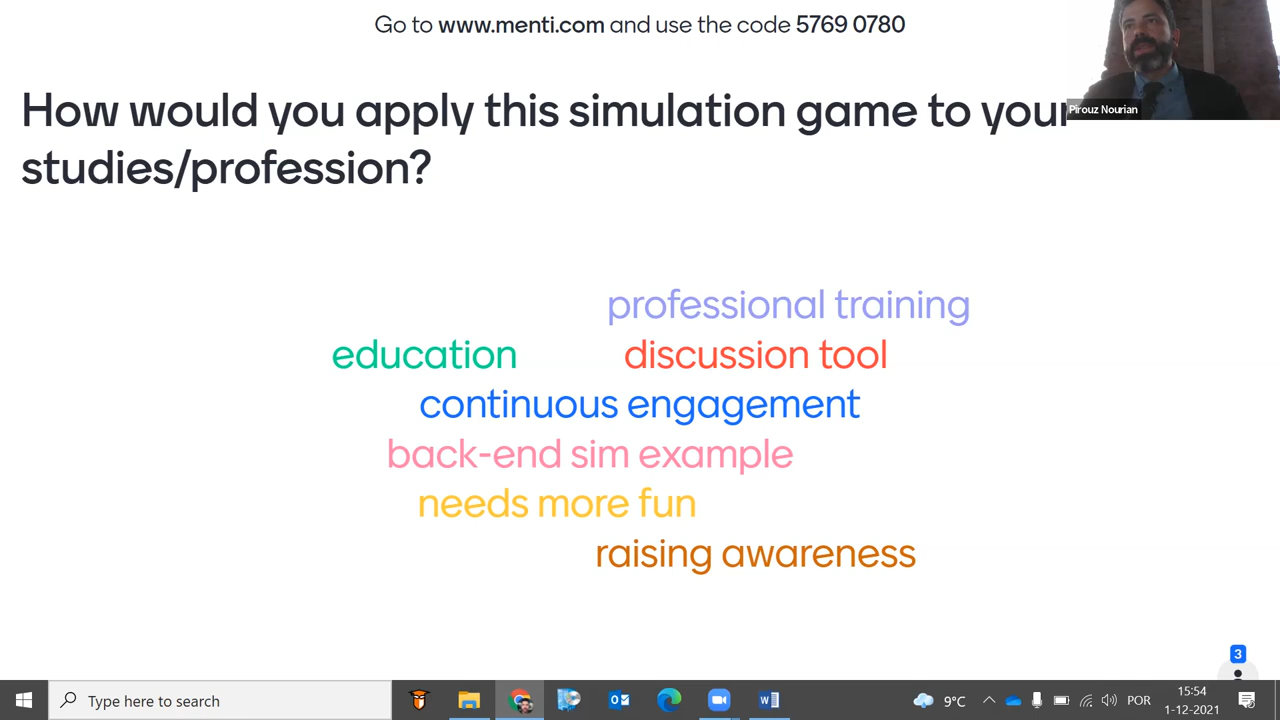 Go to www.menti.com and use the code 5769 0780
Pirouz Nourian
How would you apply this simulation game to your
studies/profession?
professional training
education
discussion tool
continuous engagement
back-end sim example
needs more fun
raising awareness
3
Type here to search
9°C
POR
15:54
1-12-2021